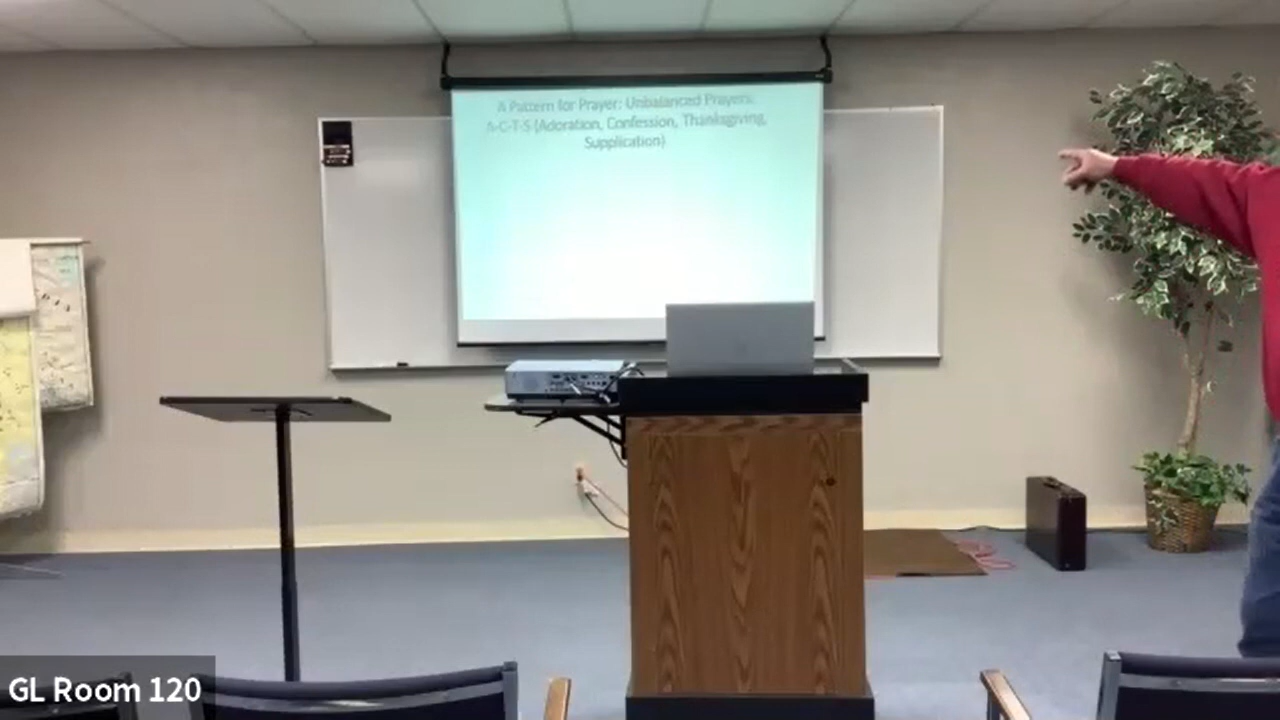 A Pattern for Prayer: Unbalanced Prayers:
A-C-T-S (Adoration, Confession, Thanksgiving,
Supplication)
GL Room 120